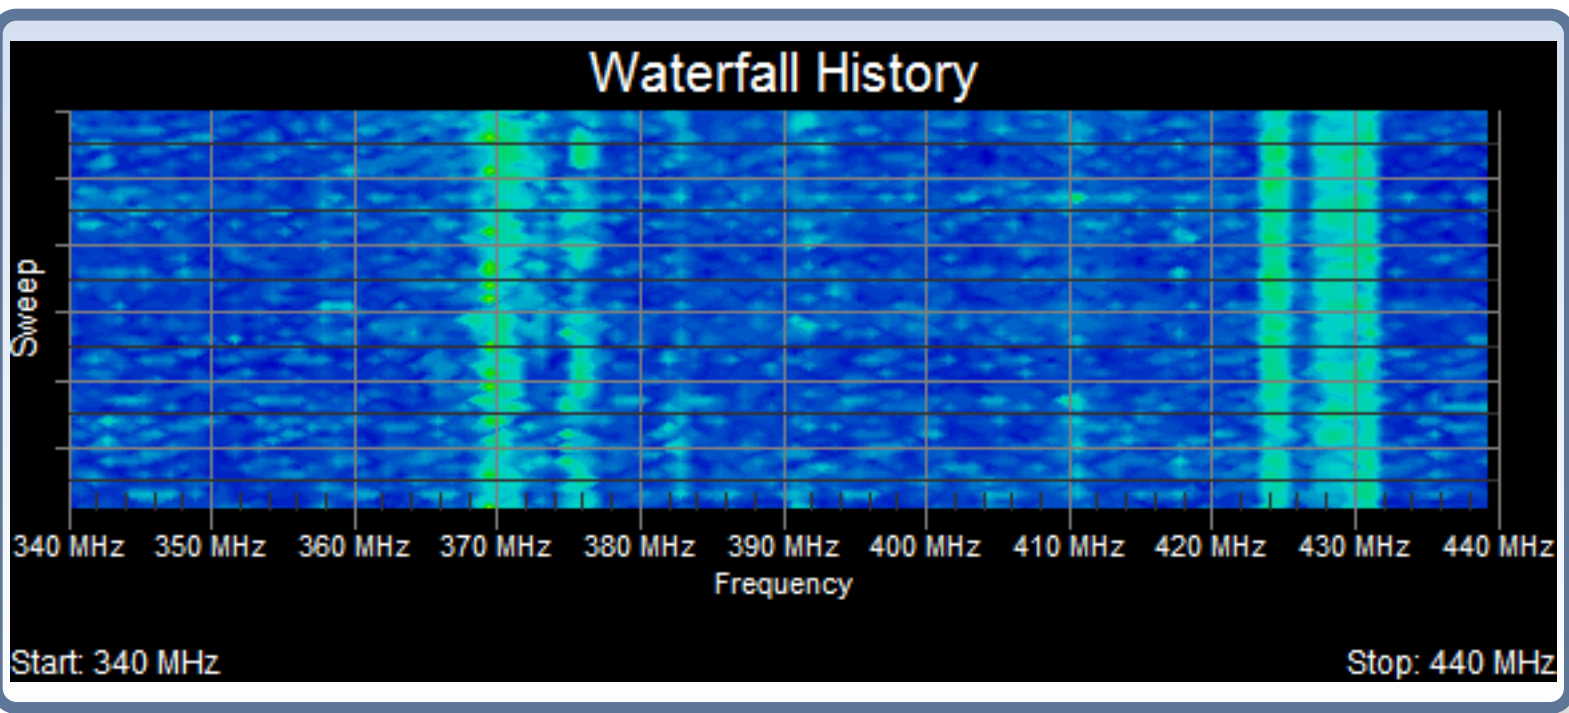 Waterfall History
Sweep
340 MHz 350 MHz 360 MHz 370 MHz 380 MHz 390 MHz 400 MHz 410 MHz 420 MHz 430 MHz 440 MHz
Frequency
Start: 340 MHz Stop: 440 MHz